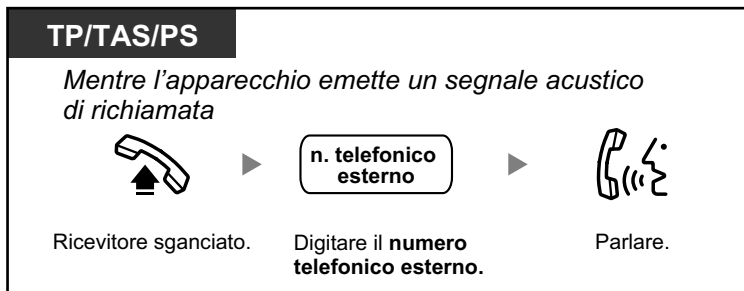 TP/TAS/PS
Mentre l'apparecchio emette un segnale acustico
di richiamata
n. telefonico
esterno
Ricevitore sganciato.
Digitare il numero
telefonico esterno.
Parlare.